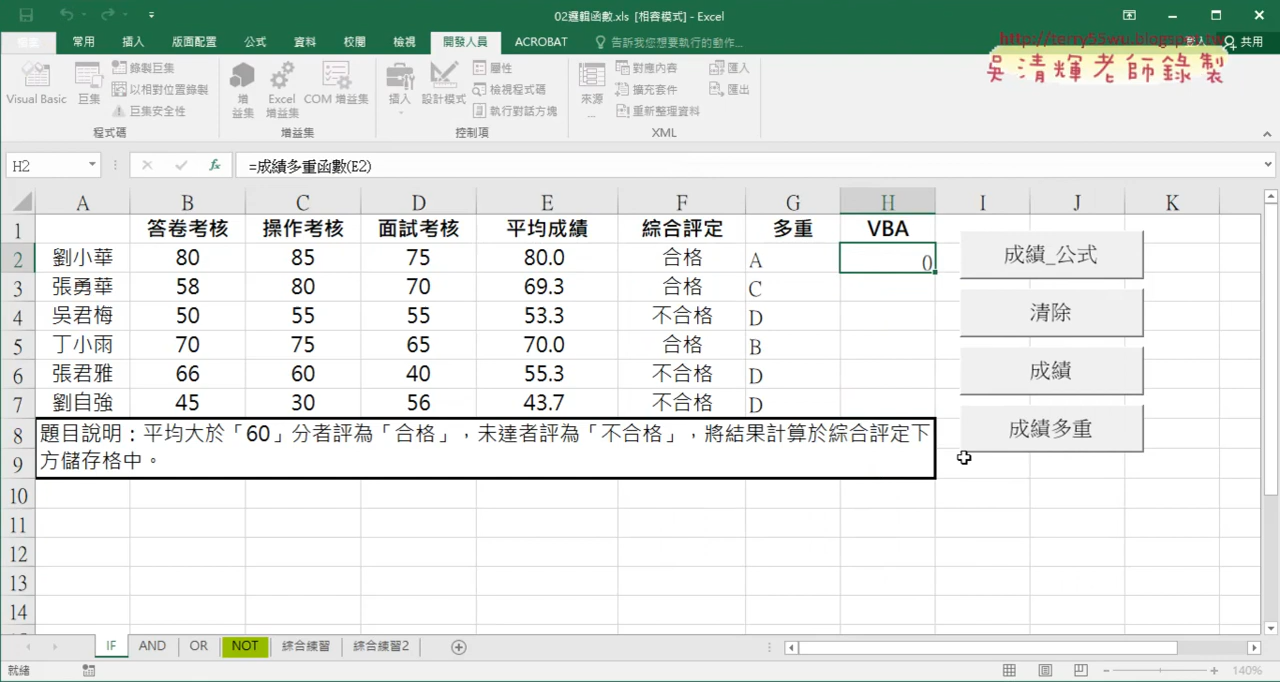 02邏輯函數.xls [相容模式] - Excel
http://terry55wu.blogspot.tw
吳清輝老師錄製
常用 插入 版面配置 公式 資料 校閱 檢視 開發人員 ACROBAT 告訴我您想要執行的動作... 共用
Visual Basic 巨集 錄製巨集 以相對位置錄製 巨集安全性
程式碼
增益集 Excel 增益集 COM 增益集
增益集
插入 設計模式 屬性 檢視程式碼 執行對話方塊
控制項
來源... 對應內容 擴充套件 重新整理資料 匯入 匯出
XML
H2 fx =成績多重函數(E2)
A B C D E F G H I J K
1 答卷考核 操作考核 面試考核 平均成績 綜合評定 多重 VBA
2 劉小華 80 85 75 80.0 合格 A 0
3 張勇華 58 80 70 69.3 合格 C
4 吳君梅 50 55 55 53.3 不合格 D
5 丁小雨 70 75 65 70.0 合格 B
6 張君雅 66 60 40 55.3 不合格 D
7 劉自強 45 30 56 43.7 不合格 D
8 題目說明：平均大於「60」分者評為「合格」，未達者評為「不合格」，將結果計算於綜合評定下
9 方儲存格中。
10
11
12
13
14
成績_公式
清除
成績
成績多重
IF AND OR NOT 綜合練習 綜合練習2
就緒 140%